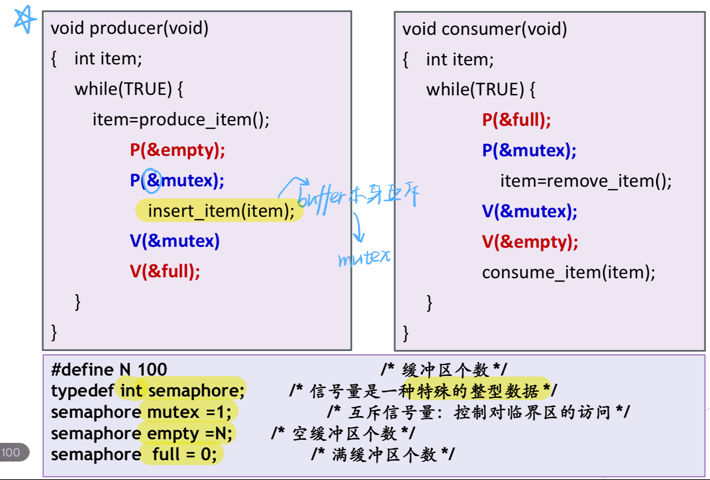 void producer(void)
{ int item;
while(TRUE) {
item=produce_item();
P(&empty);
P(&mutex);
insert_item(item);
V(&mutex)
V(&full);
}
}
buffer本身互斥
mutex
void consumer(void)
{ int item;
while(TRUE) {
P(&full);
P(&mutex);
item=remove_item();
V(&mutex);
V(&empty);
consume_item(item);
}
}
#define N 100 /* 缓冲区个数 */
typedef int semaphore; /* 信号量是一种特殊的整型数据 */
semaphore mutex =1; /* 互斥信号量：控制对临界区的访问 */
semaphore empty =N; /* 空缓冲区个数 */
semaphore full = 0; /* 满缓冲区个数 */
100